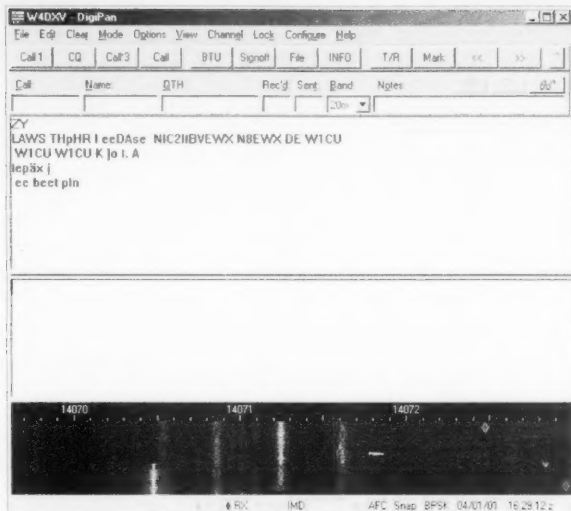 W4DXV - DigiPan
File Edit Clear Mode Options View Channel Lock Configure Help
Call 1 CQ Call 3 Call BTU Signoff File INFO T/R Mark << >>
Call Name: QTH Rec'd Sent Band Notes
20m
ZY
LAWS THpHR I eeDAse NIC2IIBVEWX N8EWX DE W1CU
W1CU W1CU K ]o I. A
tepäx j
ee beet pln
14070 14071 14072
RX IMD AFC Snap BPSK 04/01/01 16:29:12 z